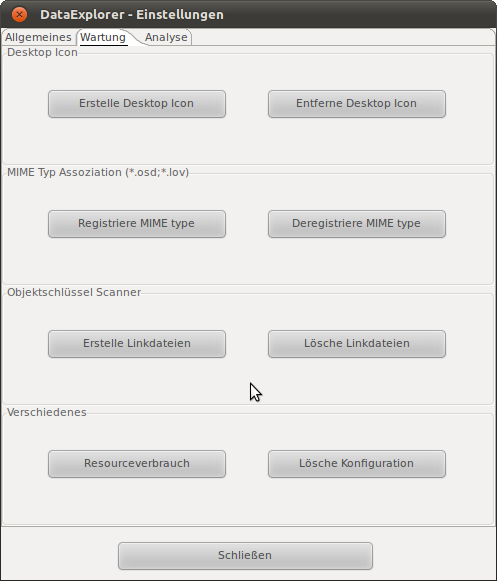 DataExplorer - Einstellungen
Allgemeines Wartung Analyse
Desktop Icon
Erstelle Desktop Icon Entferne Desktop Icon
MIME Typ Assoziation (*.osd;*.lov)
Registriere MIME type Deregistriere MIME type
Objektschlüssel Scanner
Erstelle Linkdateien Lösche Linkdateien
Verschiedenes
Resourceverbrauch Lösche Konfiguration
Schließen